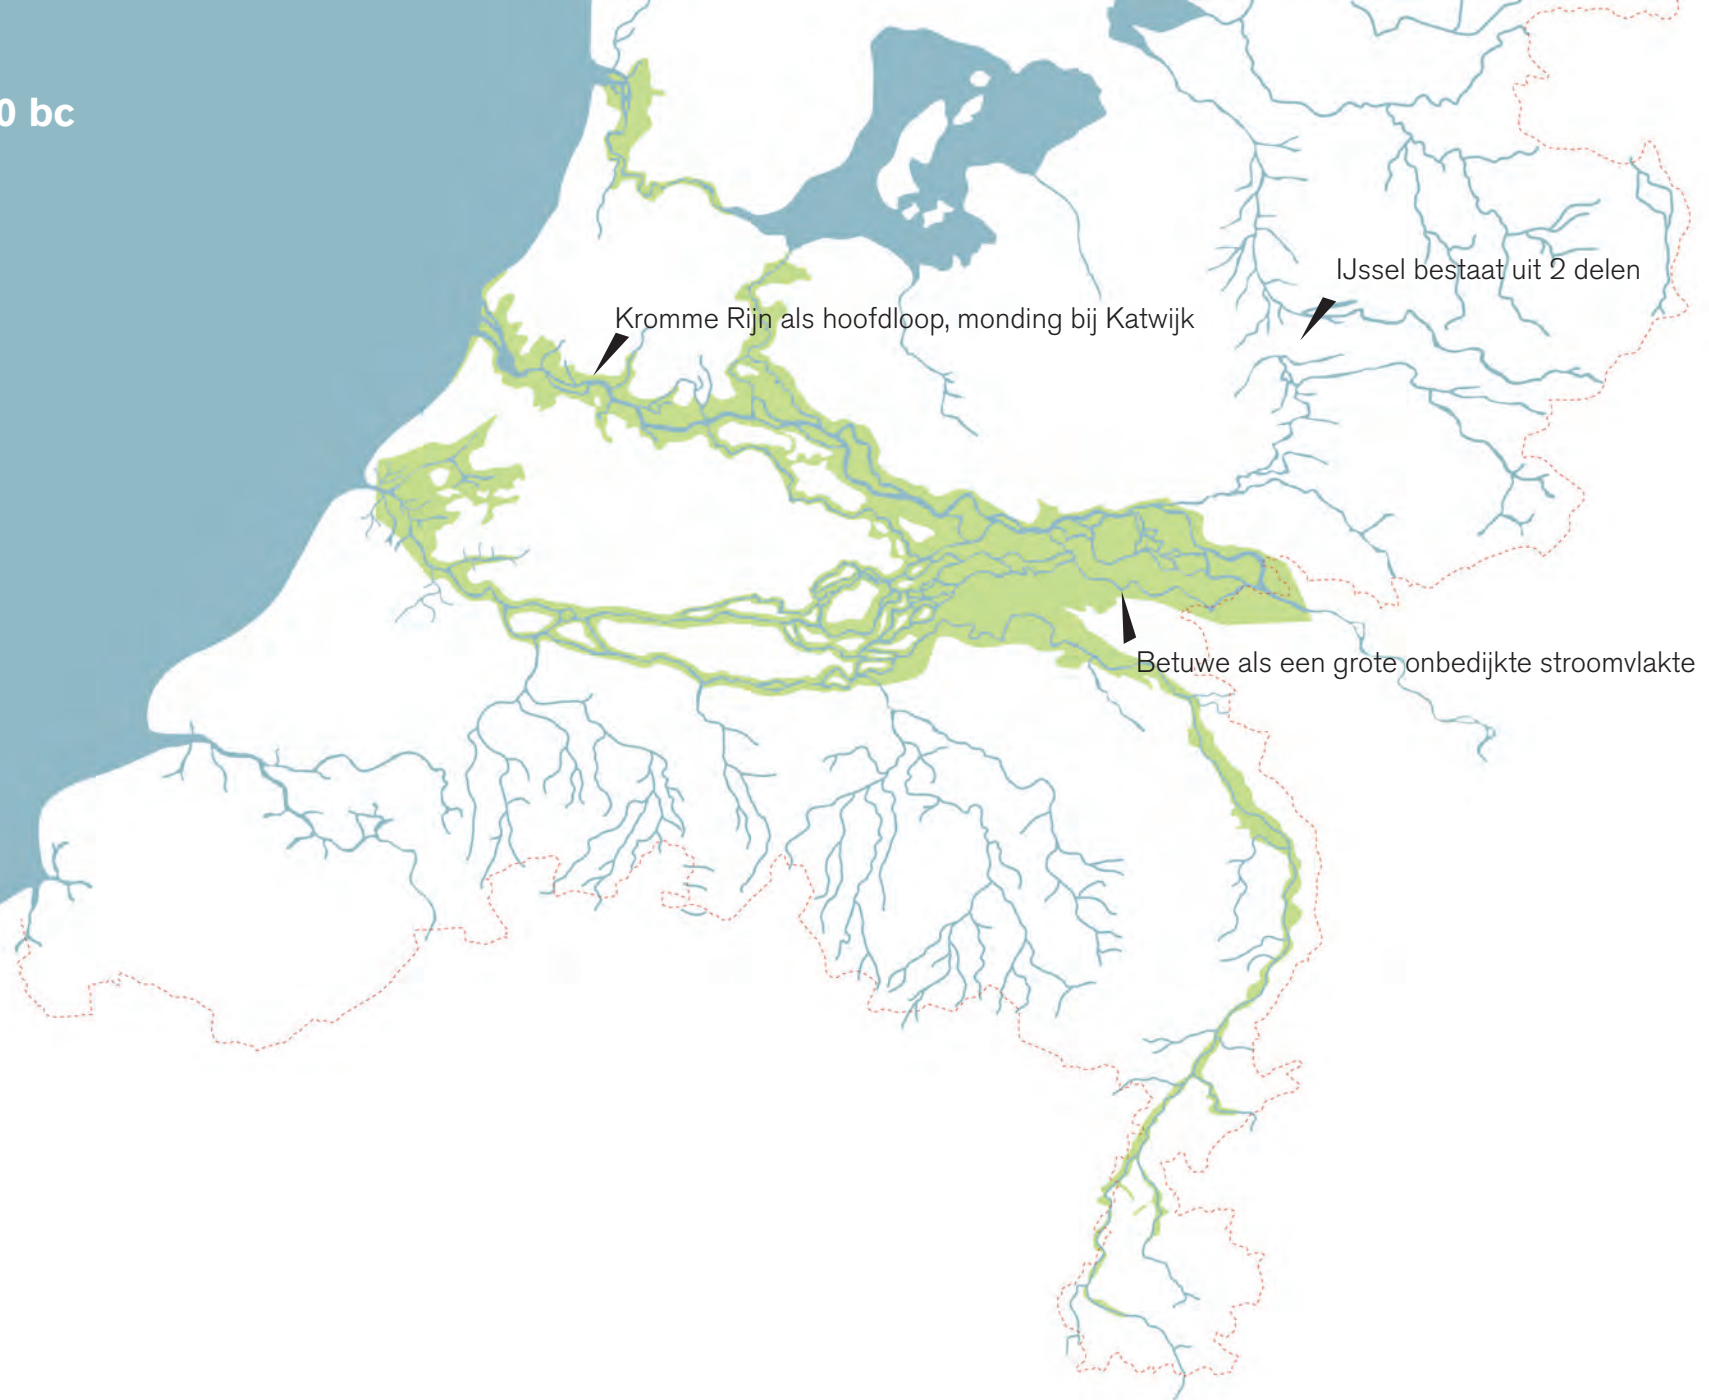 0 bc
IJssel bestaat uit 2 delen
Kromme Rijn als hoofdloop, monding bij Katwijk
Betuwe als een grote onbedijkte stroomvlakte